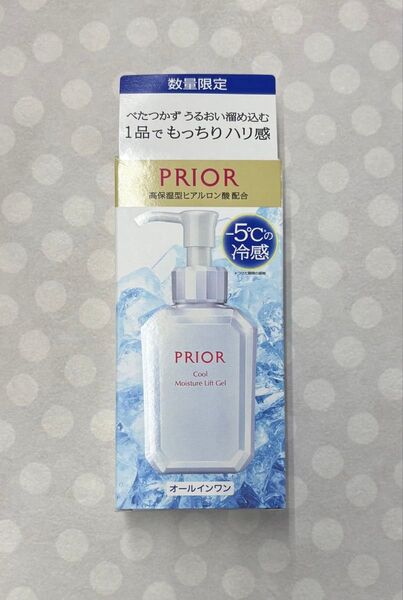 数量限定
べたつかず うるおい溜め込む
1品で もっちりハリ感
PRIOR
高保湿型ヒアルロン酸 配合
-5℃の
冷感
PRIOR
Cool
Moisture Lift Gel
オールインワン